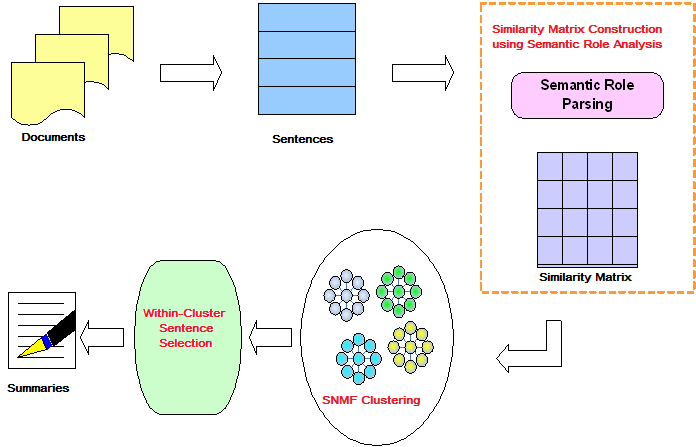 Documents
Sentences
Similarity Matrix Construction
using Semantic Role Analysis
Semantic Role
Parsing
Similarity Matrix
SNMF Clustering
Within-Cluster
Sentence
Selection
Summaries